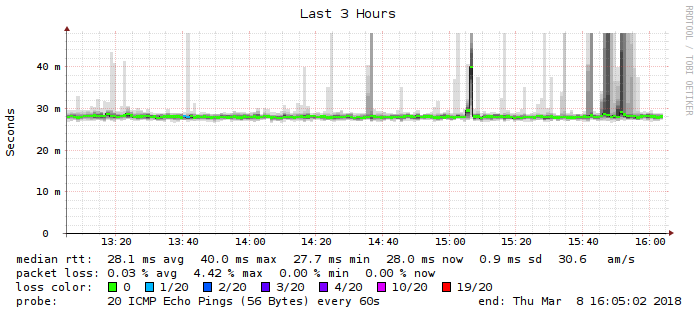 Last 3 Hours
RRDTOOL / TOBI OETIKER
Seconds
40 m
30 m
20 m
10 m
0
13:20 13:40 14:00 14:20 14:40 15:00 15:20 15:40 16:00
median rtt: 28.1 ms avg 40.0 ms max 27.7 ms min 28.0 ms now 0.9 ms sd 30.6 am/s
packet loss: 0.03 % avg 4.42 % max 0.00 % min 0.00 % now
loss color: 0 1/20 2/20 3/20 4/20 10/20 19/20
probe: 20 ICMP Echo Pings (56 Bytes) every 60s end: Thu Mar 8 16:05:02 2018